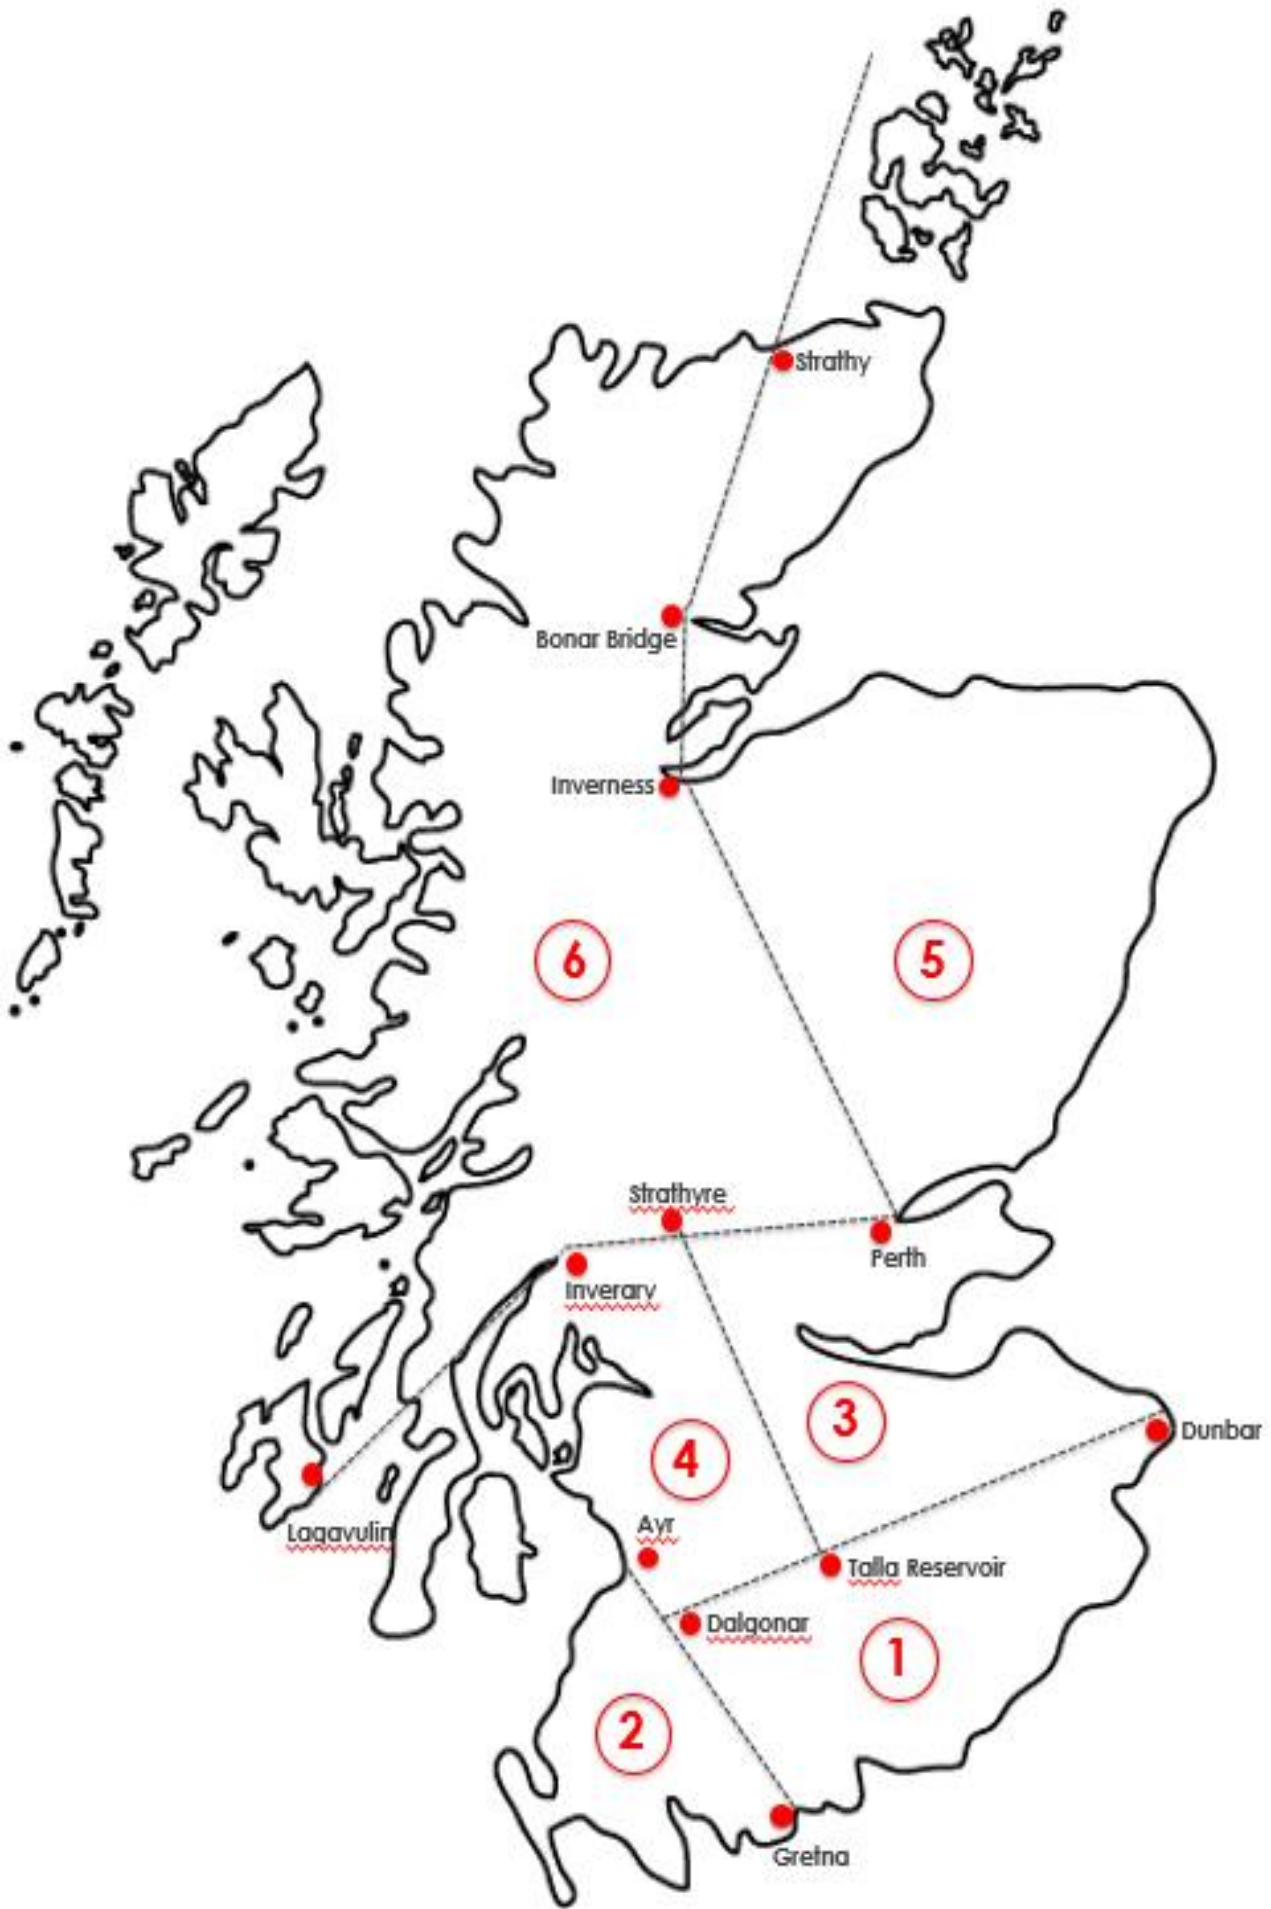 Strathy
Bonar Bridge
Inverness
6
5
Strathyre
Perth
Inverary
3
Dunbar
4
Lagavulin
Ayr
Talla Reservoir
Dalgonar
1
2
Gretna